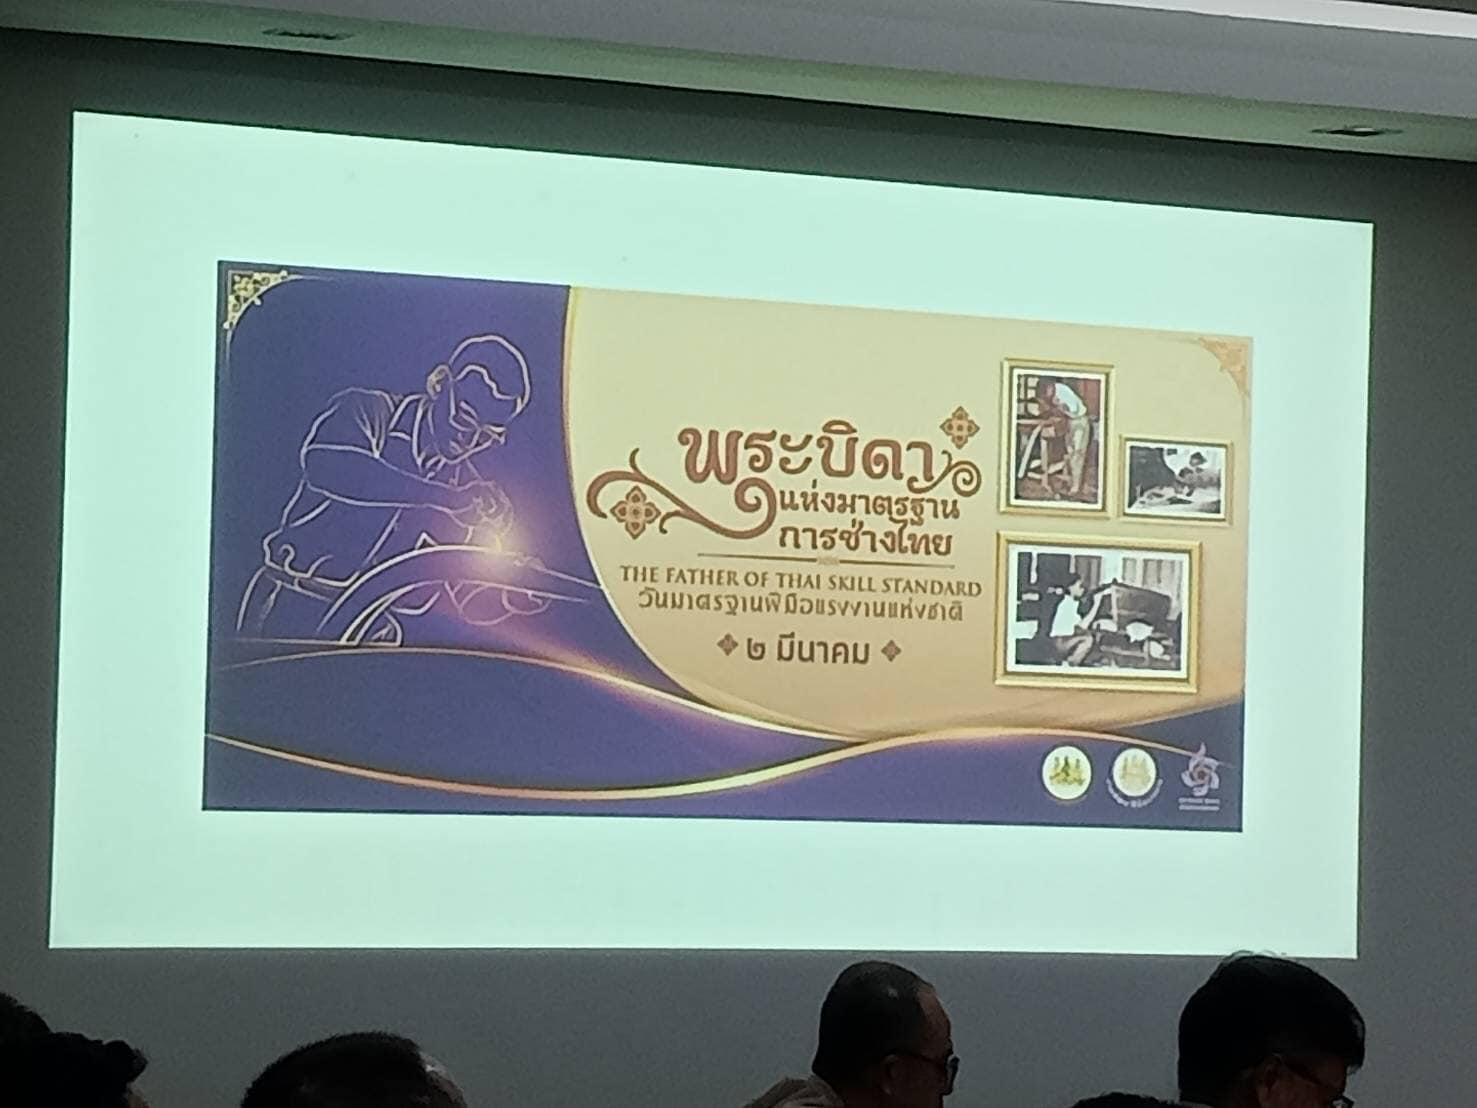 พระบิดา
แห่งมาตรฐาน
การช่างไทย
THE FATHER OF THAI SKILL STANDARD
วันมาตรฐานฝีมือแรงงานแห่งชาติ
๒ มีนาคม